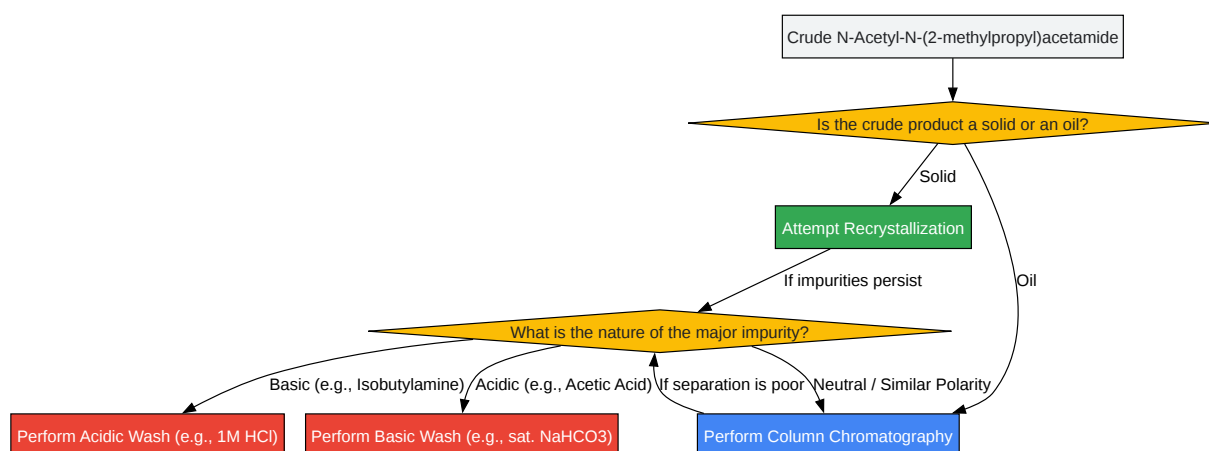 Crude N-Acetyl-N-(2-methylpropyl)acetamide
Is the crude product a solid or an oil?
Solid
Attempt Recrystallization
If impurities persist
Oil
What is the nature of the major impurity?
Basic (e.g., Isobutylamine)
Acidic (e.g., Acetic Acid)
If separation is poor
Neutral / Similar Polarity
Perform Acidic Wash (e.g., 1M HCl)
Perform Basic Wash (e.g., sat. NaHCO3)
Perform Column Chromatography